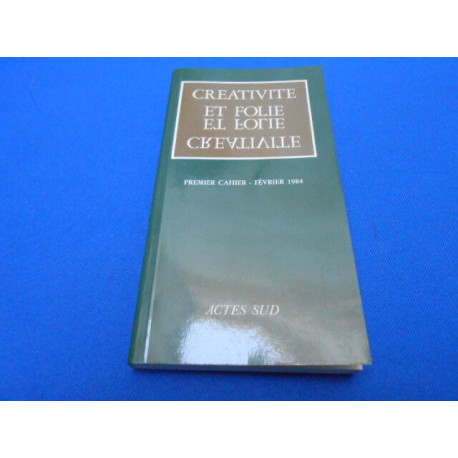 CREATIVITE
ET FOLIE
ET FOLIE
CREATIVITE
PREMIER CAHIER - FÉVRIER 1984
ACTES SUD